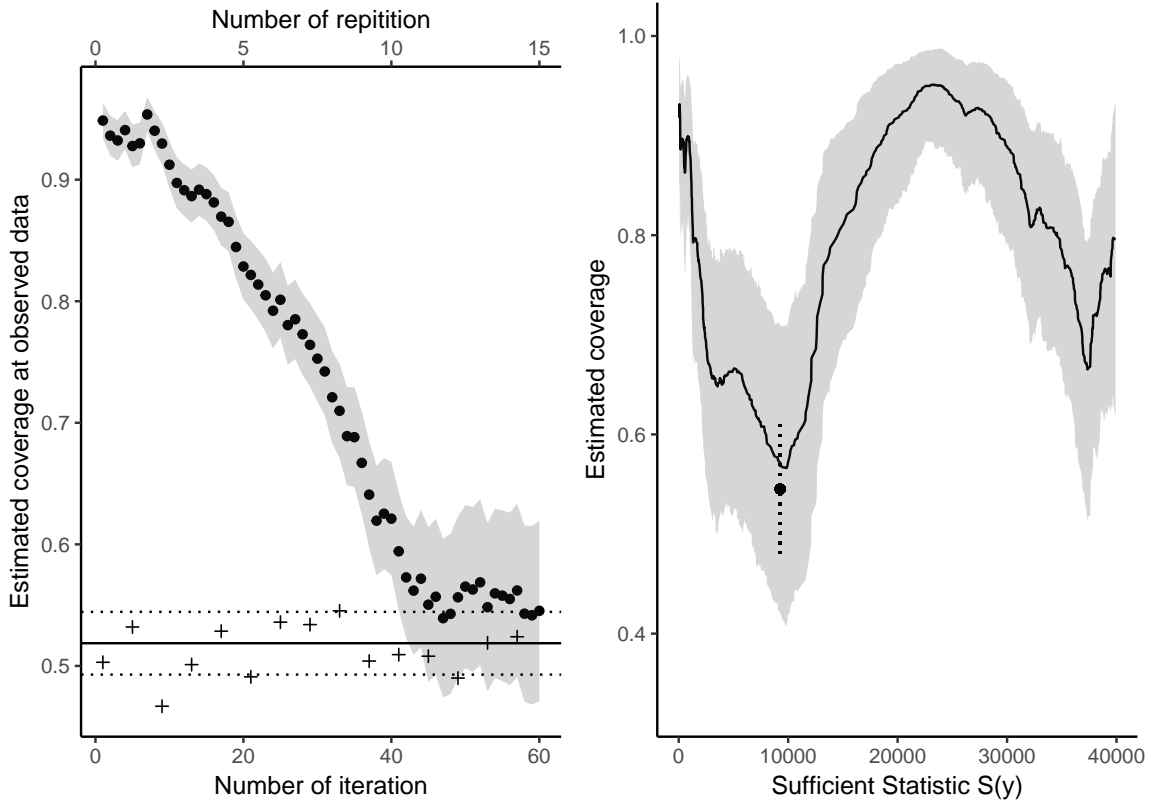 Number of repitition
0 5 10 15
Estimated coverage at observed data
0.9
0.8
0.7
0.6
0.5
0 20 40 60
Number of iteration
Estimated coverage
1.0
0.8
0.6
0.4
0 10000 20000 30000 40000
Sufficient Statistic S(y)